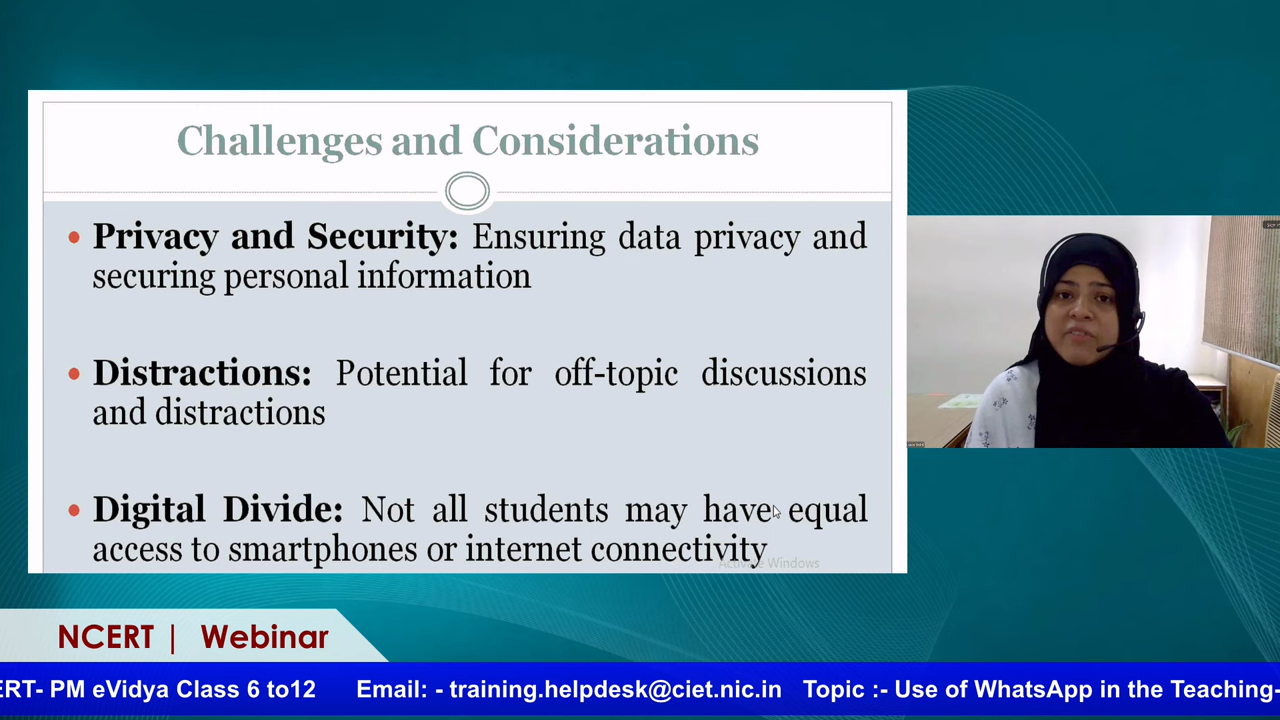 Challenges and Considerations
• Privacy and Security: Ensuring data privacy and
securing personal information
• Distractions: Potential for off-topic discussions
and distractions
• Digital Divide: Not all students may have equal
access to smartphones or internet connectivity
Activate Windows
NCERT | Webinar
ERT- PM eVidya Class 6 to12 Email: - training.helpdesk@ciet.nic.in Topic :- Use of WhatsApp in the Teaching-